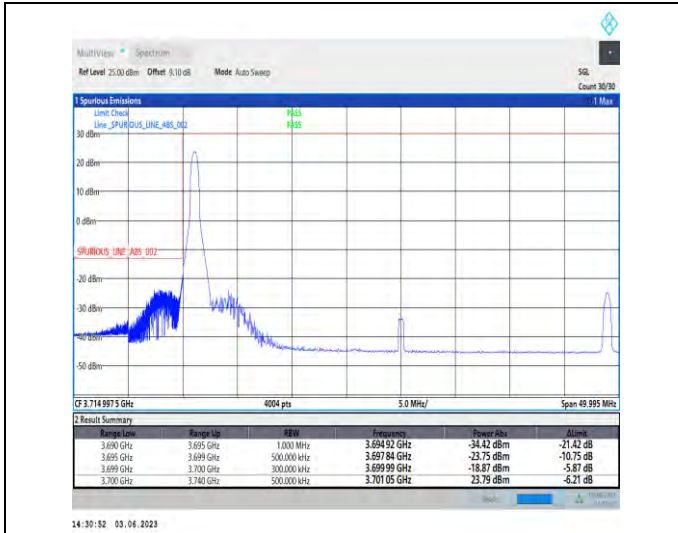 MultiView Spectrum
Ref Level 25.00 dBm Offset 9.10 dB Mode Auto Sweep SGL
Count 30/30
1 Spurious Emissions 1 Max
Limit Check PASS
Line _SPURIOUS_LINE_ABS_002 PASS
30 dBm
20 dBm
10 dBm
0 dBm
SPURIOUS_LINE_ABS_002
-20 dBm
-30 dBm
-40 dBm
-50 dBm
CF 3.714 997 5 GHz 4004 pts 5.0 MHz/ Span 49.995 MHz
2 Result Summary
Range Low Range Up RBW Frequency Power Abs ΔLimit
3.690 GHz 3.695 GHz 1.000 MHz 3.694 92 GHz -34.42 dBm -21.42 dB
3.695 GHz 3.699 GHz 500.000 kHz 3.697 84 GHz -23.75 dBm -10.75 dB
3.699 GHz 3.700 GHz 300.000 kHz 3.699 99 GHz -18.87 dBm -5.87 dB
3.700 GHz 3.740 GHz 500.000 kHz 3.701 05 GHz 23.79 dBm -6.21 dB
14:30:52 03.06.2023